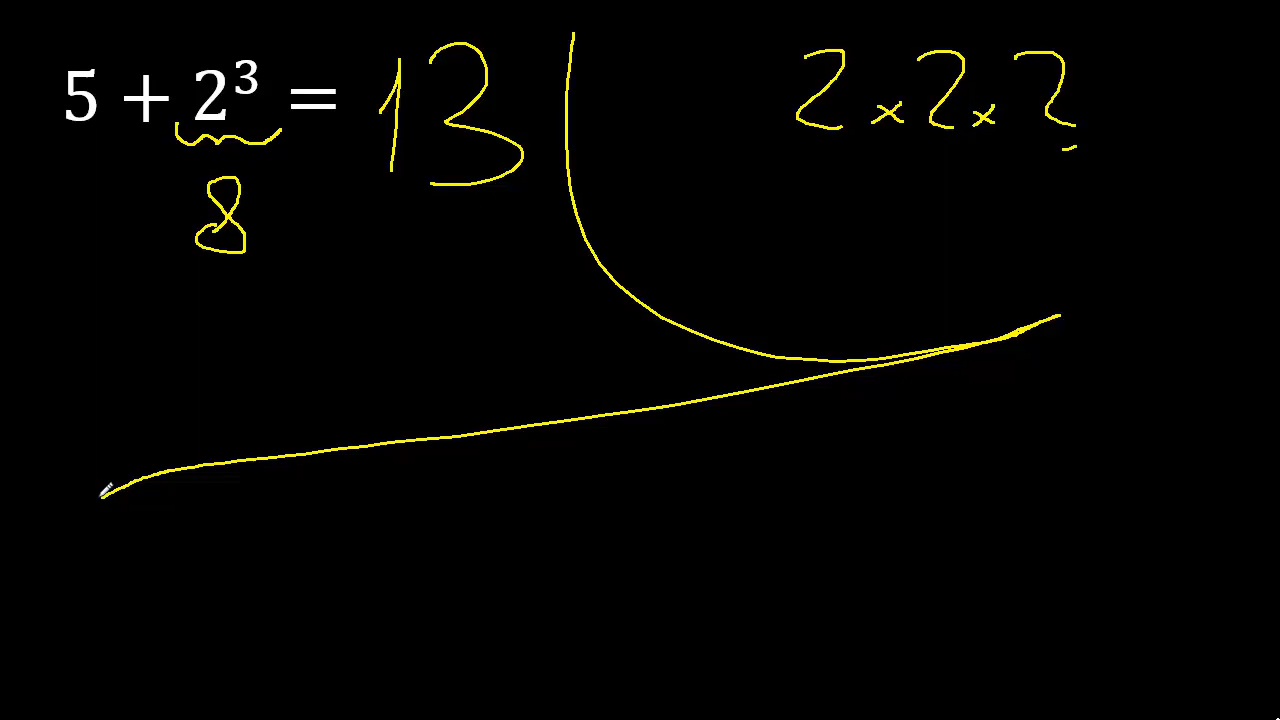 5 + 2³ = 13
8
2 × 2 × 2